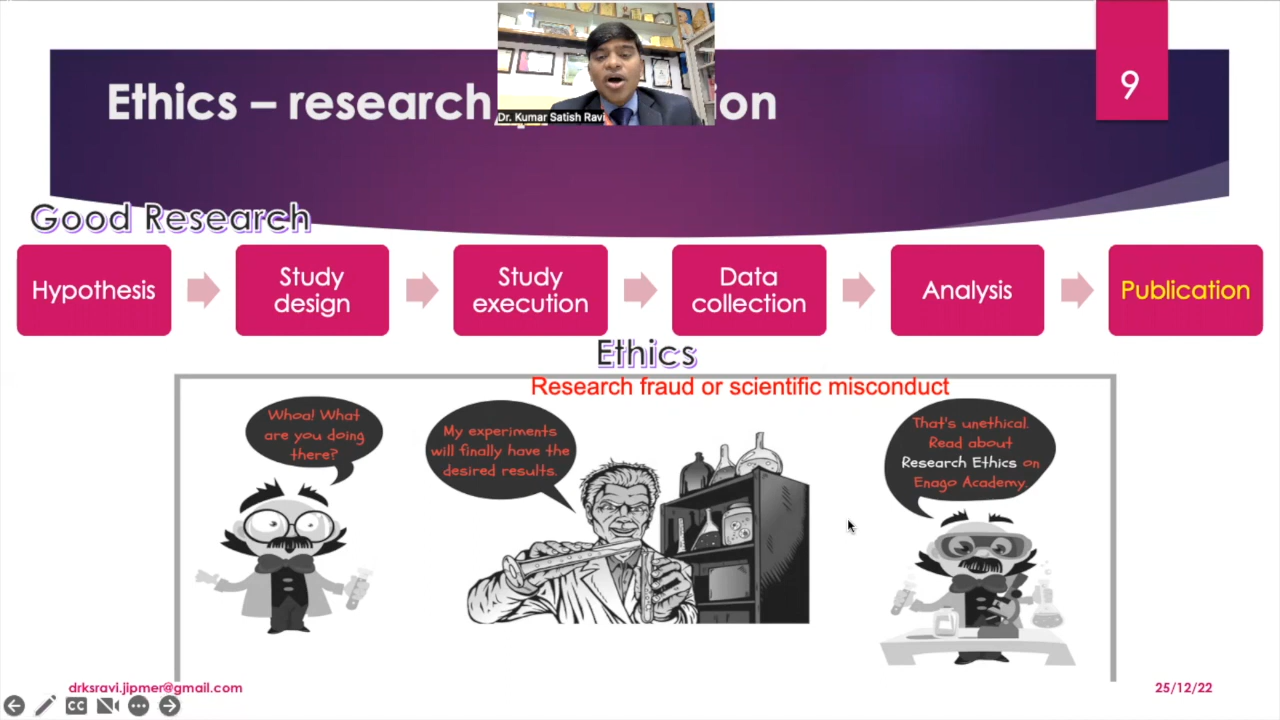 Ethics – research,
ion
9
Dr. Kumar Satish Ravi
Good Research
Hypothesis
Study
design
Study
execution
Data
collection
Analysis
Publication
Ethics
Research fraud or scientific misconduct
Whoa! What
are you doing
there?
My experiments
will finally have the
desired results.
That's unethical.
Read about
Research Ethics on
Enago Academy.
drksravi.jipmer@gmail.com
CC
25/12/22